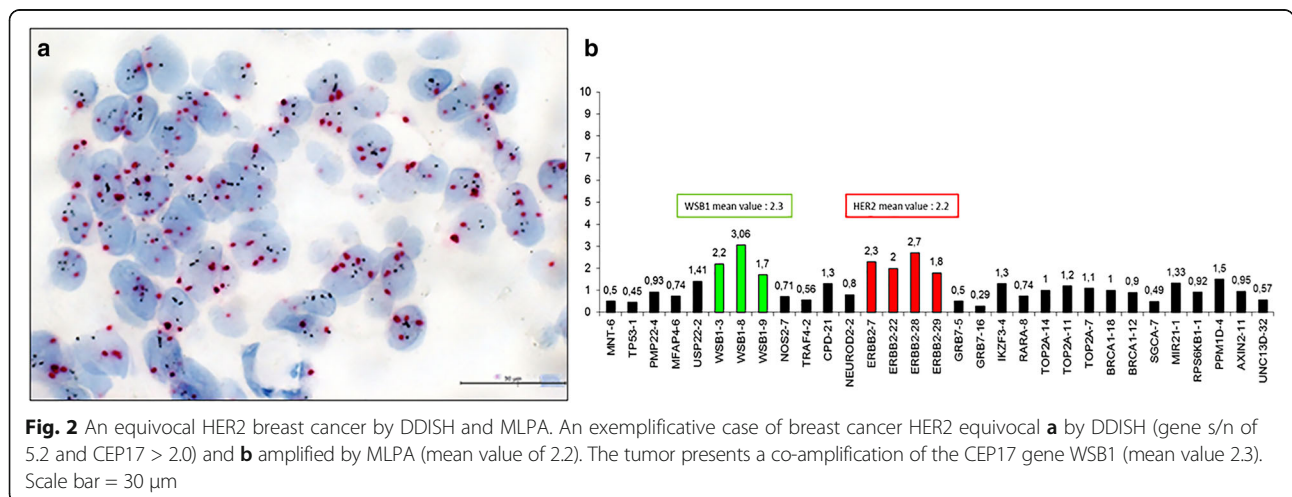 a
30 µm
b
10
9
8
7
6
5
4
3
2
1
0
WSB1 mean value : 2.3
HER2 mean value : 2.2
0,5 0,45 0,93 0,74 1,41 2,2 3,06 1,7 0,71 0,56 1,3 0,8 2,3 2 2,7 1,8 0,5 0,29 1,3 0,74 1 1,2 1,1 1 0,9 0,49 1,33 0,92 1,5 0,95 0,57
MNT-6
TP53-1
PMP22-4
MFAP4-6
USP22-2
WSB1-3
WSB1-8
WSB1-9
NOS2-7
TRAF4-2
CPD-21
NEUROD2-2
ERBB2-7
ERBB2-22
ERBB2-28
ERBB2-29
GRB7-5
GRB7-16
IKZF3-4
RARA-8
TOP2A-14
TOP2A-11
TOP2A-7
BRCA1-18
BRCA1-12
SGCA-7
MIR21-1
RPS6KB1-1
PPM1D-4
AXIN2-11
UNC13D-32
Fig. 2 An equivocal HER2 breast cancer by DDISH and MLPA. An exemplificative case of breast cancer HER2 equivocal a by DDISH (gene s/n of
5.2 and CEP17 > 2.0) and b amplified by MLPA (mean value of 2.2). The tumor presents a co-amplification of the CEP17 gene WSB1 (mean value 2.3).
Scale bar = 30 µm